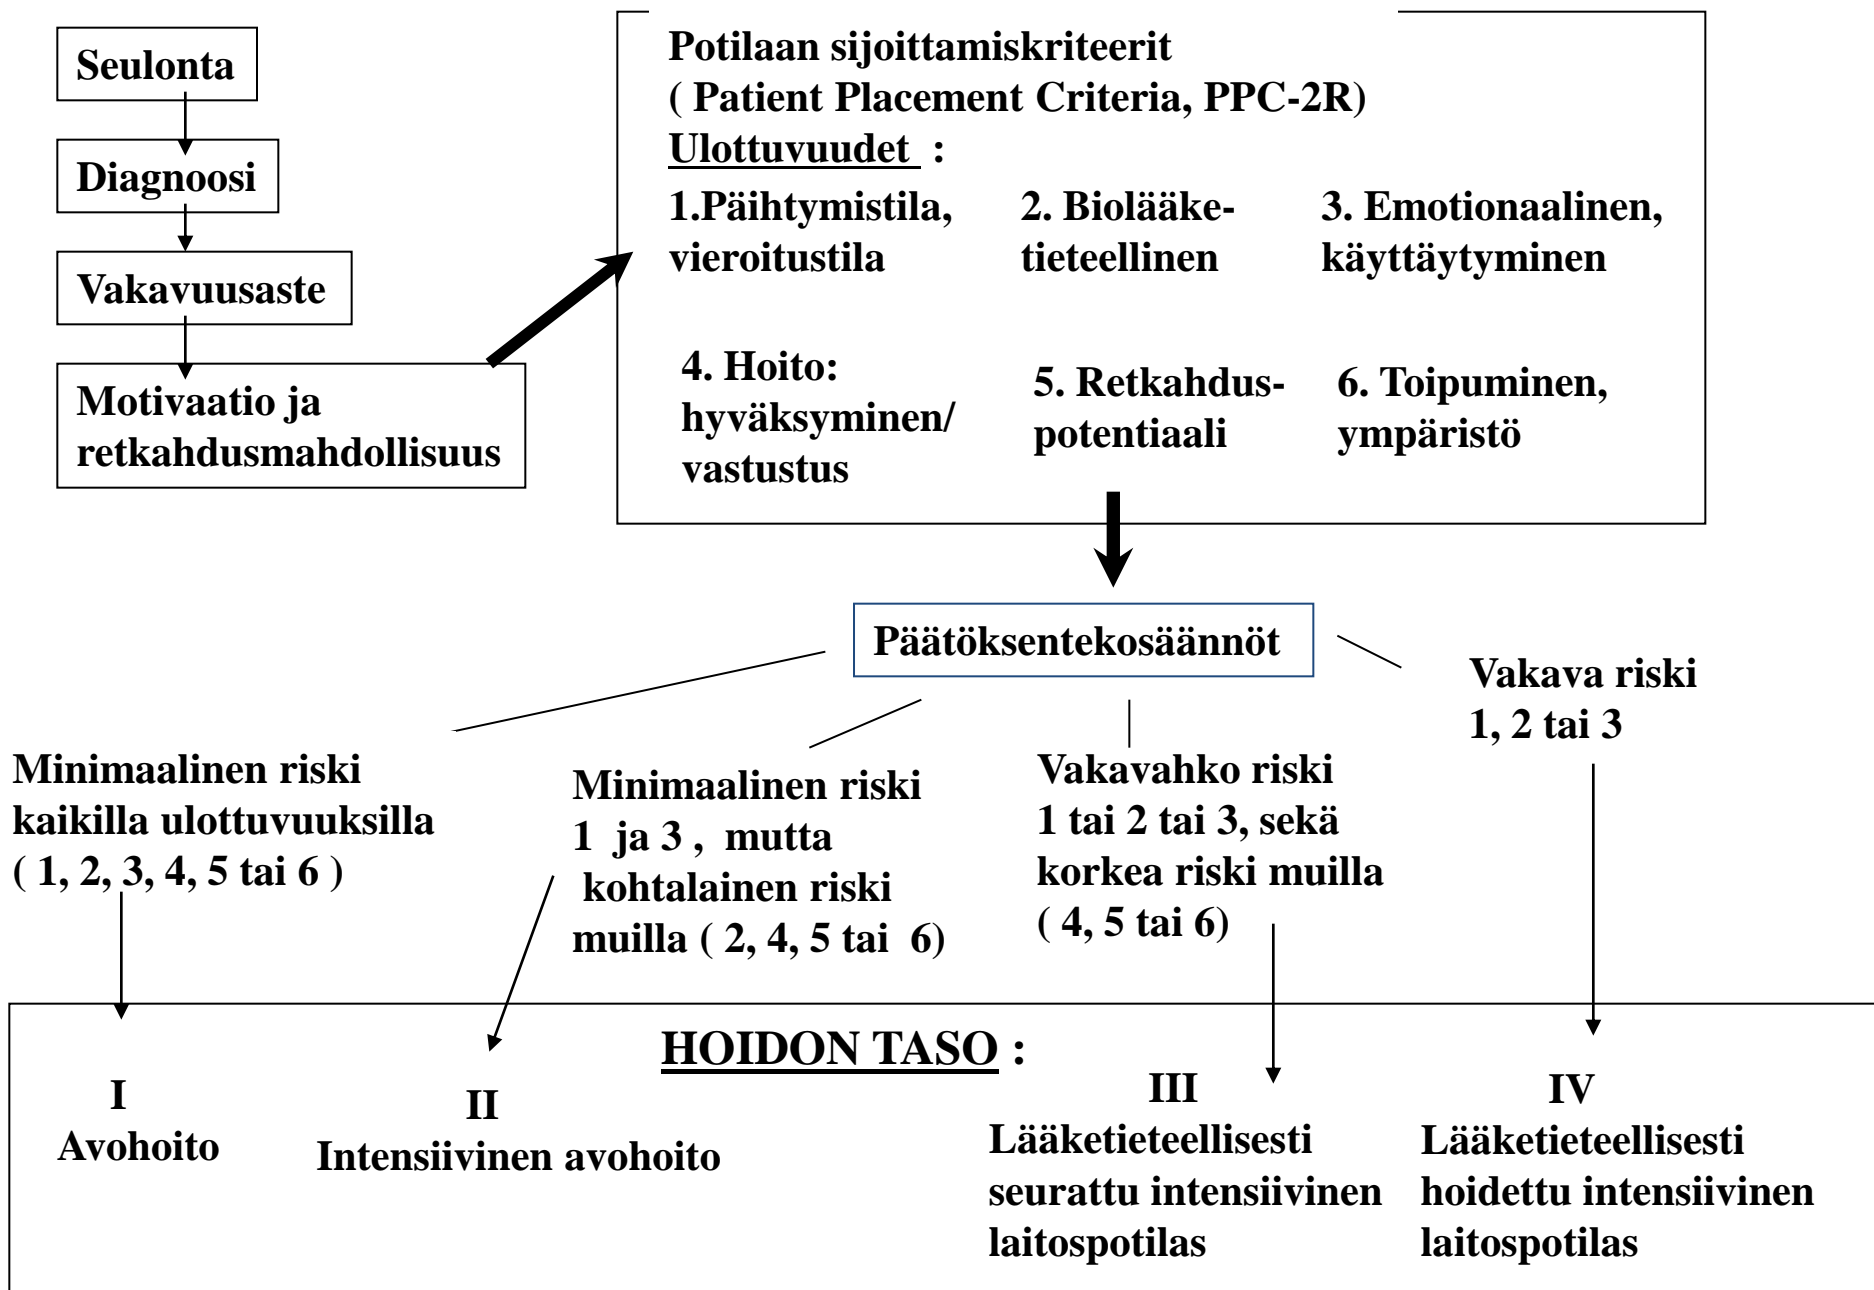 Seulonta
Diagnoosi
Vakavuusaste
Motivaatio ja
retkahdusmahdollisuus
Potilaan sijoittamiskriteerit
( Patient Placement Criteria, PPC-2R)
Ulottuvuudet :
1.Päihtymistila,
vieroitustila
2. Biolääke-
tieteellinen
3. Emotionaalinen,
käyttäytyminen
4. Hoito:
hyväksyminen/
vastustus
5. Retkahdus-
potentiaali
6. Toipuminen,
ympäristö
Päätöksentekosäännöt
Minimaalinen riski
kaikilla ulottuvuuksilla
( 1, 2, 3, 4, 5 tai 6 )
Minimaalinen riski
1 ja 3 , mutta
kohtalainen riski
muilla ( 2, 4, 5 tai 6)
Vakavahko riski
1 tai 2 tai 3, sekä
korkea riski muilla
( 4, 5 tai 6)
Vakava riski
1, 2 tai 3
HOIDON TASO :
I
Avohoito
II
Intensiivinen avohoito
III
Lääketieteellisesti
seurattu intensiivinen
laitospotilas
IV
Lääketieteellisesti
hoidettu intensiivinen
laitospotilas